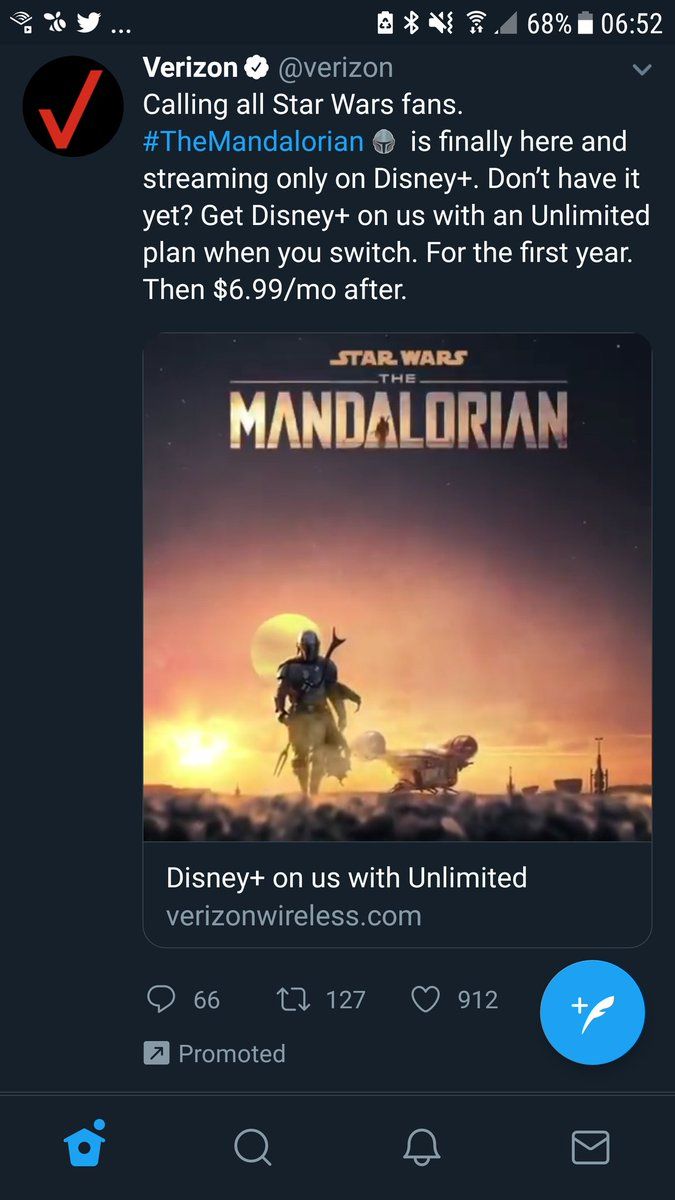 ... 68% 06:52
Verizon @verizon
Calling all Star Wars fans.
#TheMandalorian is finally here and
streaming only on Disney+. Don’t have it
yet? Get Disney+ on us with an Unlimited
plan when you switch. For the first year.
Then $6.99/mo after.
STAR WARS
THE
MANDALORIAN
Disney+ on us with Unlimited
verizonwireless.com
66 127 912
Promoted